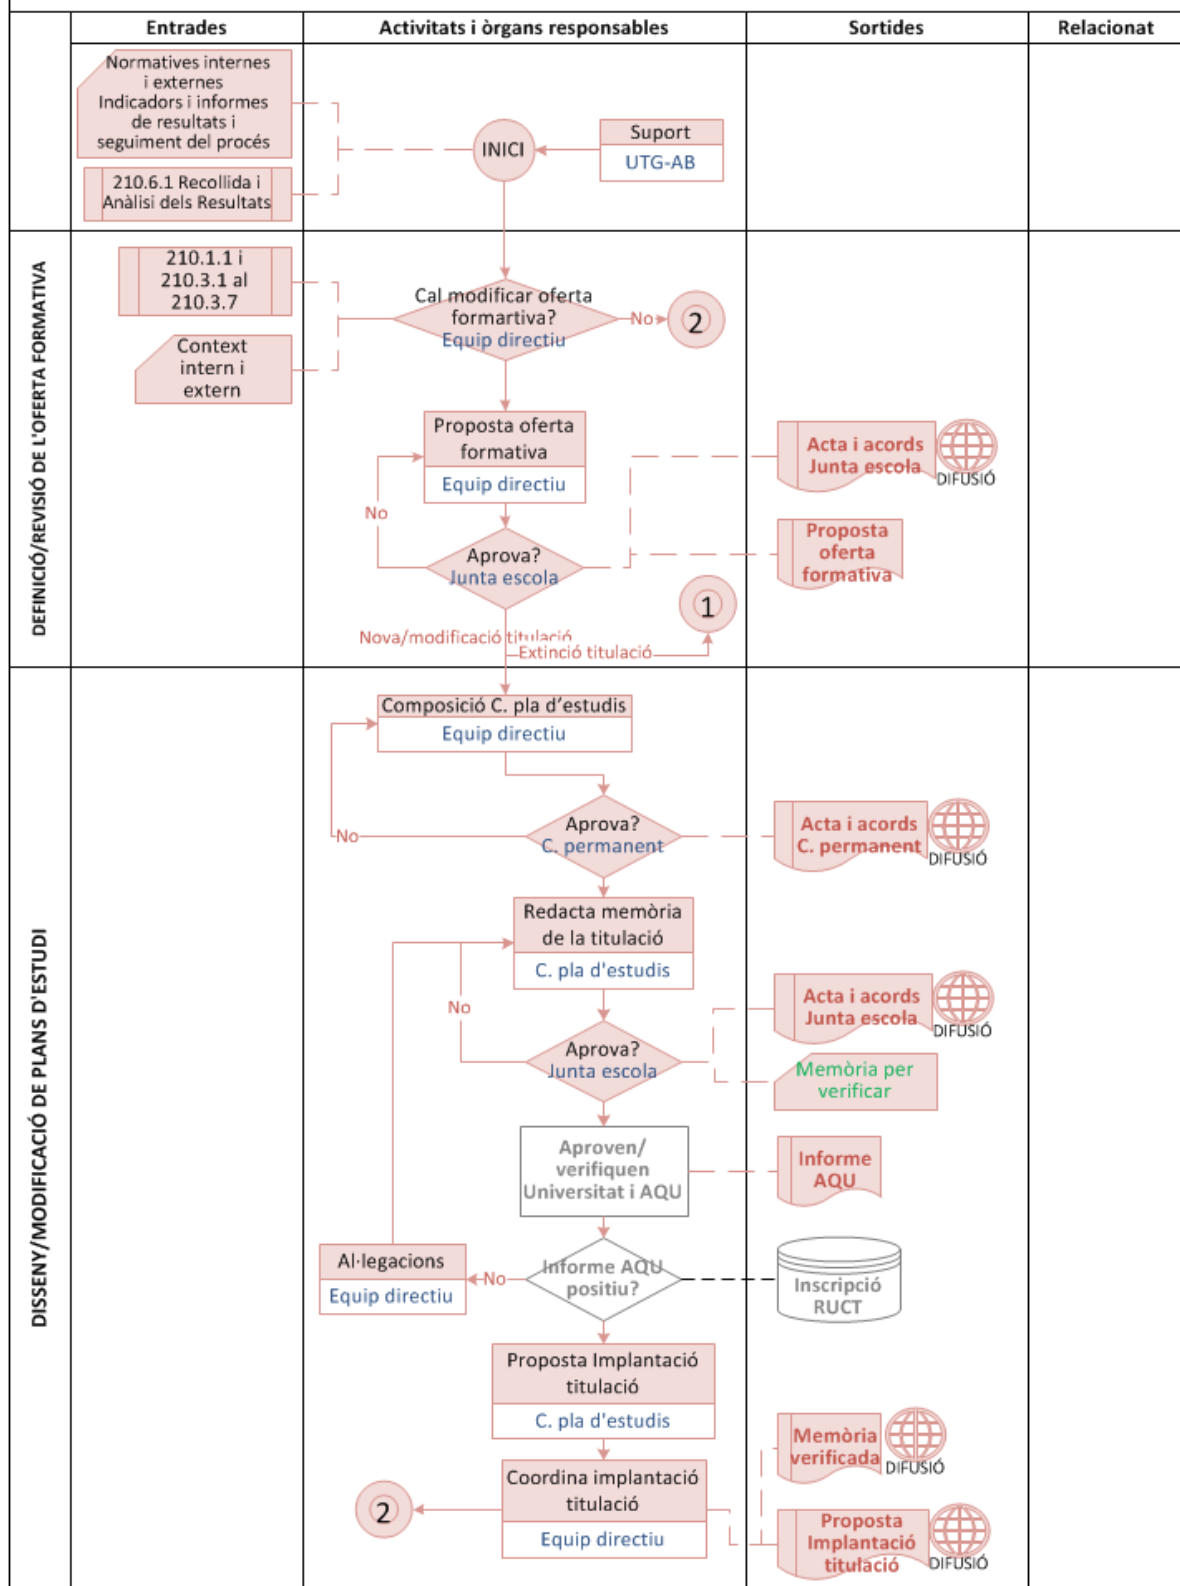 Entrades
Activitats i òrgans responsables
Sortides
Relacionat
Normatives internes
i externes
Indicadors i informes
de resultats i
seguiment del procés
210.6.1 Recollida i
Anàlisi dels Resultats
INICI
Suport
UTG-AB
DEFINICIÓ/REVISIÓ DE L'OFERTA FORMATIVA
210.1.1 i
210.3.1 al
210.3.7
Context
intern i
extern
Cal modificar oferta
formartiva?
Equip directiu
No
2
Proposta oferta
formativa
Equip directiu
No
Aprova?
Junta escola
Acta i acords
Junta escola
DIFUSIÓ
Proposta
oferta
formativa
1
Nova/modificació titulació
Extinció titulació
DISSENY/MODIFICACIÓ DE PLANS D'ESTUDI
Composició C. pla d’estudis
Equip directiu
No
Aprova?
C. permanent
Acta i acords
C. permanent
DIFUSIÓ
Redacta memòria
de la titulació
C. pla d'estudis
No
Aprova?
Junta escola
Acta i acords
Junta escola
DIFUSIÓ
Memòria per
verificar
Aproven/
verifiquen
Universitat i AQU
Informe
AQU
Al·legacions
Equip directiu
No
Informe AQU
positiu?
Inscripció
RUCT
Proposta Implantació
titulació
C. pla d'estudis
Coordina implantació
titulació
Equip directiu
2
Memòria
verificada
DIFUSIÓ
Proposta
Implantació
titulació
DIFUSIÓ